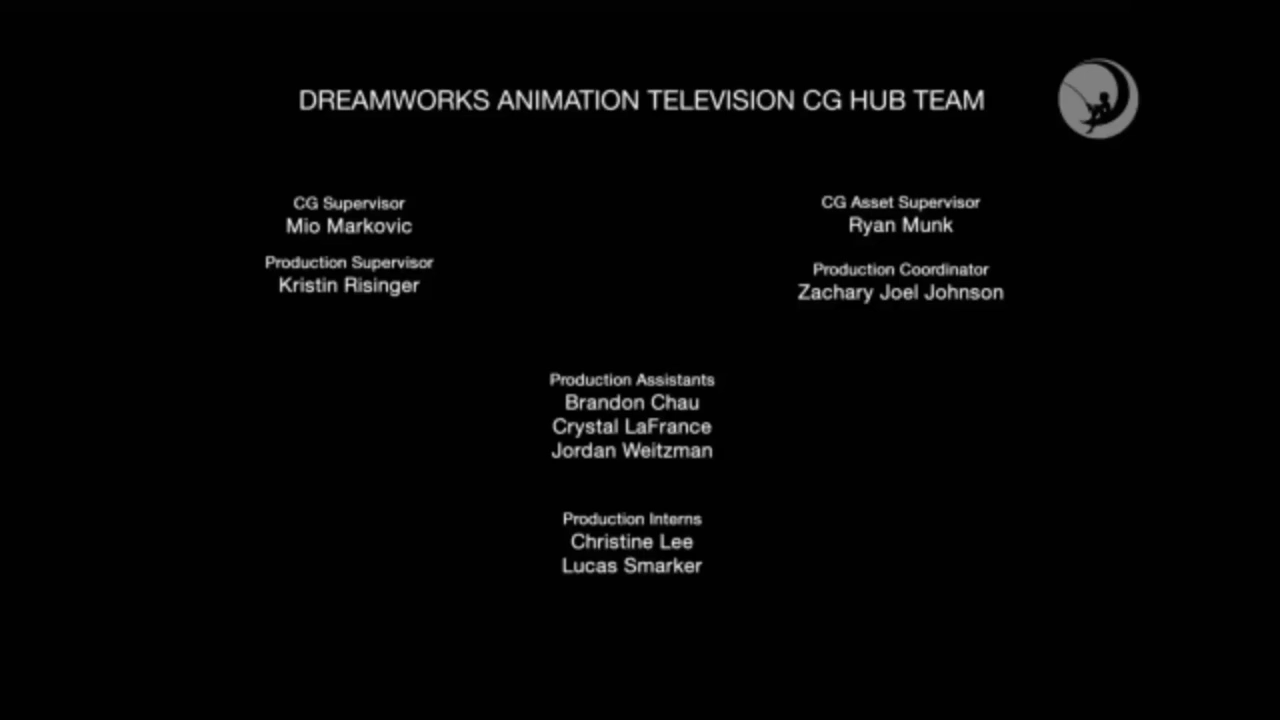 DREAMWORKS ANIMATION TELEVISION CG HUB TEAM
CG Supervisor
Mio Markovic
Production Supervisor
Kristin Risinger
CG Asset Supervisor
Ryan Munk
Production Coordinator
Zachary Joel Johnson
Production Assistants
Brandon Chau
Crystal LaFrance
Jordan Weitzman
Production Interns
Christine Lee
Lucas Smarker